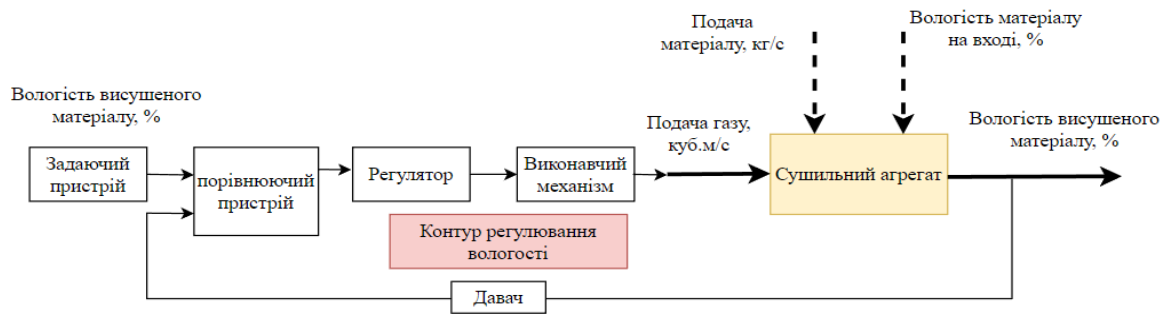 Подача
матеріалу, кг/с
Вологість матеріалу
на вході, %
Вологість висушеного
матеріалу, %
Подача газу,
куб.м/с
Вологість висушеного
матеріалу, %
Задаючий
пристрій
порівнюючий
пристрій
Регулятор
Виконавчий
механізм
Сушильний агрегат
Контур регулювання
вологості
Давач